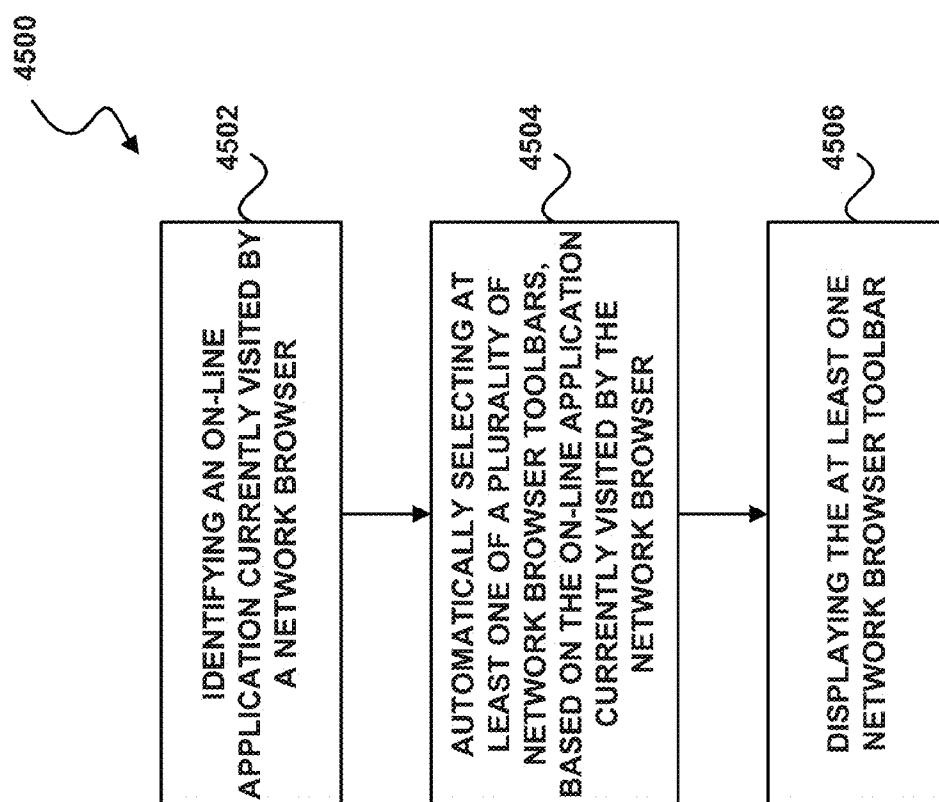 4500
4502
IDENTIFYING AN ON-LINE
APPLICATION CURRENTLY VISITED BY
A NETWORK BROWSER
4504
AUTOMATICALLY SELECTING AT
LEAST ONE OF A PLURALITY OF
NETWORK BROWSER TOOLBARS,
BASED ON THE ON-LINE APPLICATION
CURRENTLY VISITED BY THE
NETWORK BROWSER
4506
DISPLAYING THE AT LEAST ONE
NETWORK BROWSER TOOLBAR